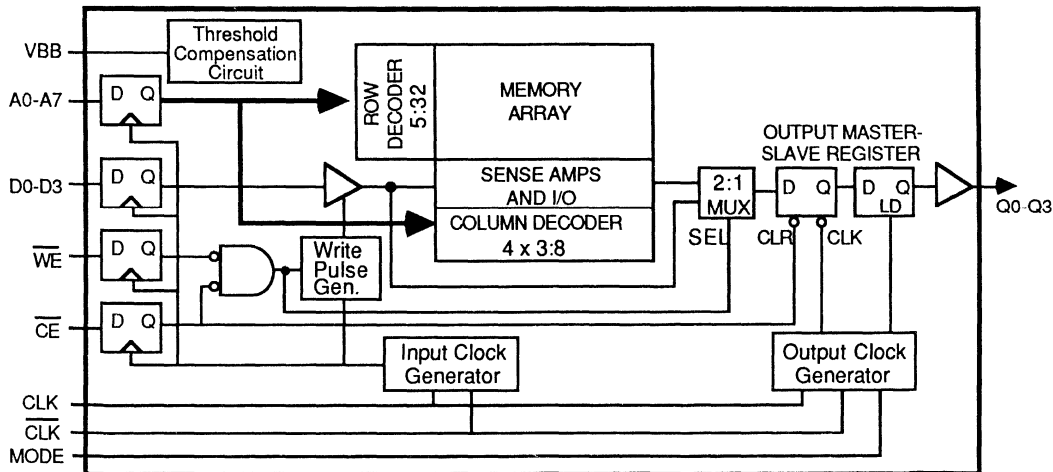 VBB
Threshold
Compensation
Circuit
A0-A7
D Q
ROW
DECODER
5:32
MEMORY
ARRAY
OUTPUT MASTER-
SLAVE REGISTER
D0-D3
D Q
SENSE AMPS
AND I/O
2:1
MUX
D Q
D Q
LD
Q0-Q3
COLUMN DECODER
4 x 3:8
SEL
CLR
CLK
WE
D Q
Write
Pulse
Gen.
CE
D Q
Input Clock
Generator
Output Clock
Generator
CLK
CLK
MODE